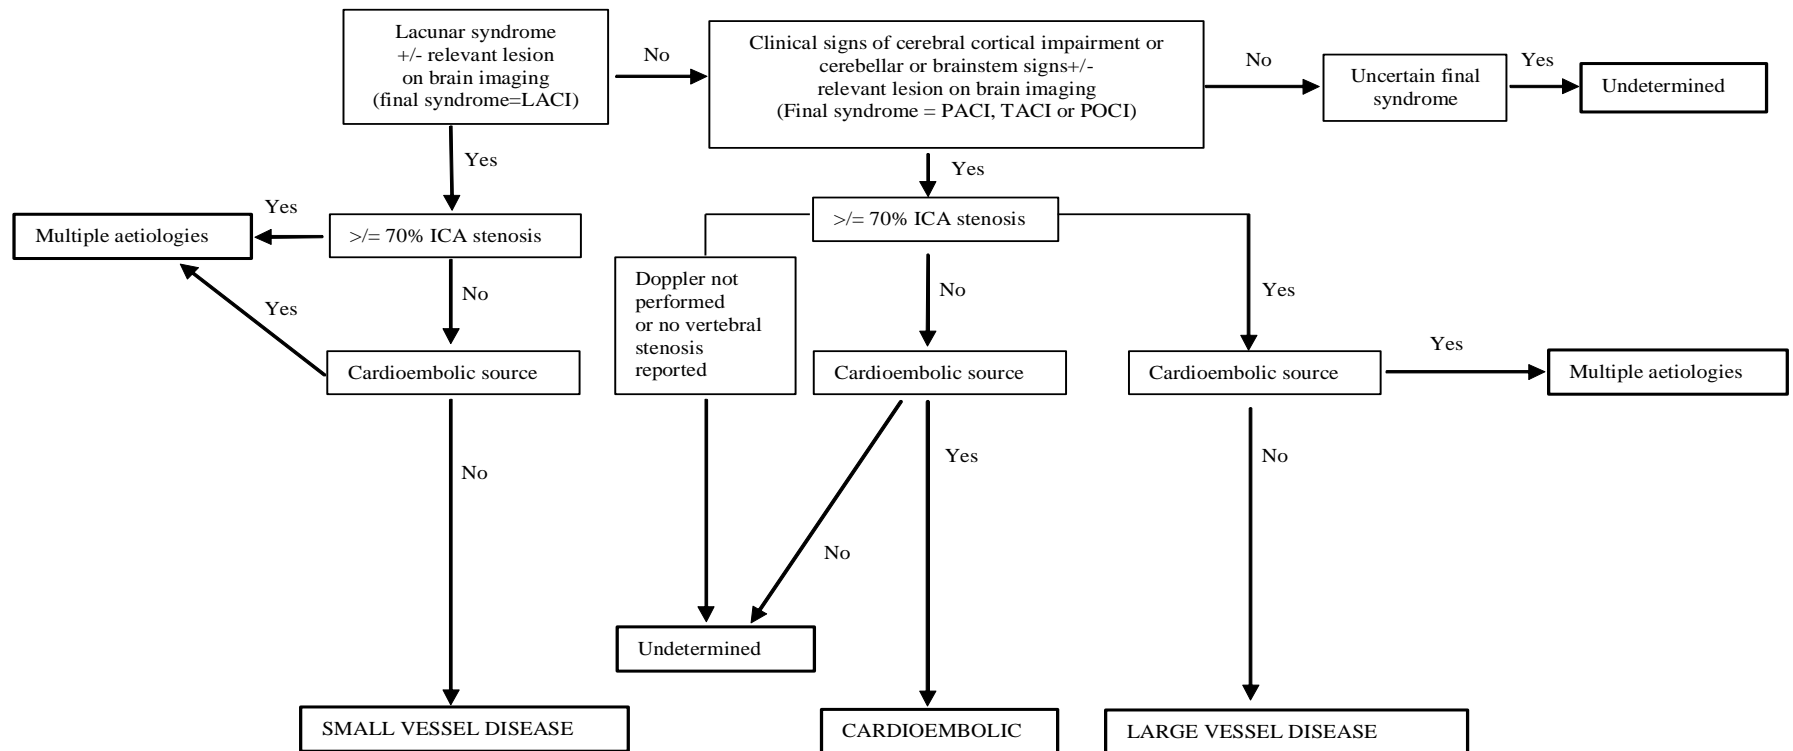 Lacunar syndrome
+/- relevant lesion
on brain imaging
(final syndrome=LACI)
No
Clinical signs of cerebral cortical impairment or
cerebellar or brainstem signs+/-
relevant lesion on brain imaging
(Final syndrome = PACI, TACI or POCI)
No
Uncertain final
syndrome
Yes
Undetermined
Yes
Yes
Multiple aetiologies
Yes
>/= 70% ICA stenosis
>/= 70% ICA stenosis
Doppler not
performed
or no vertebral
stenosis
reported
No
Yes
No
Yes
Cardioembolic source
Cardioembolic source
Cardioembolic source
Yes
Multiple aetiologies
No
Yes
No
No
Undetermined
SMALL VESSEL DISEASE
CARDIOEMBOLIC
LARGE VESSEL DISEASE